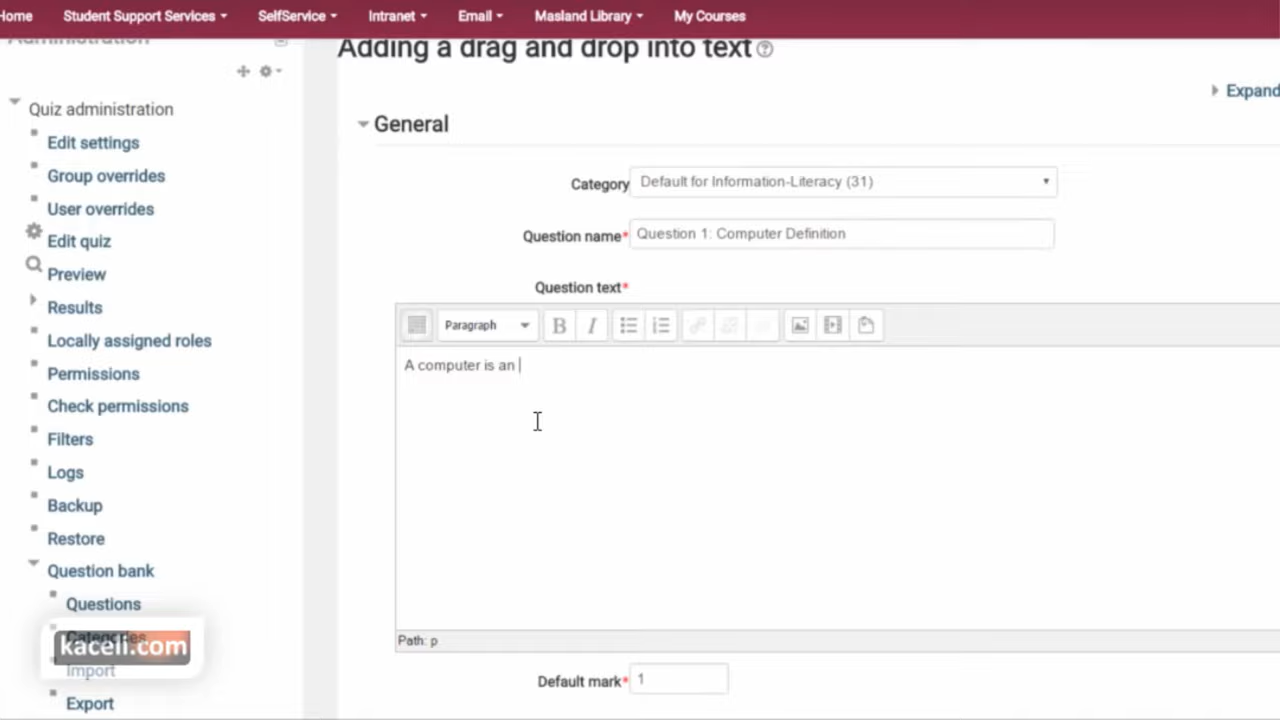 Home Student Support Services SelfService Intranet Email Masland Library My Courses
Administration
Adding a drag and drop into text
Expand
Quiz administration
General
Edit settings
Group overrides
Category Default for Information-Literacy (31)
User overrides
Question name* Question 1: Computer Definition
Edit quiz
Preview
Question text*
Results
Paragraph B I
Locally assigned roles
A computer is an
Permissions
Check permissions
Filters
Logs
Backup
Restore
Question bank
Questions
Categories
kaceli.com
Path: p
Import
Default mark* 1
Export